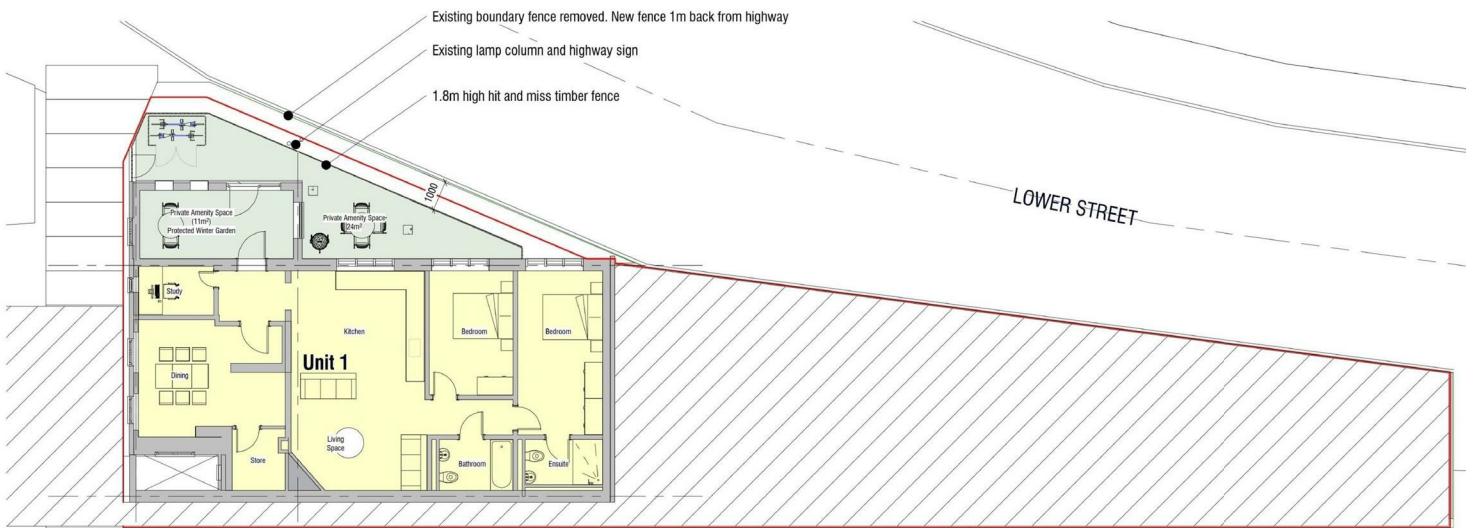 Existing boundary fence removed. New fence 1m back from highway
Existing lamp column and highway sign
1.8m high hit and miss timber fence
1000
LOWER STREET
Private Amenity Space
(11m²)
Protected Winter Garden
Private Amenity Space
24m²
Study
Kitchen
Bedroom
Bedroom
Unit 1
Dining
Living
Space
Store
Bathroom
Ensuite